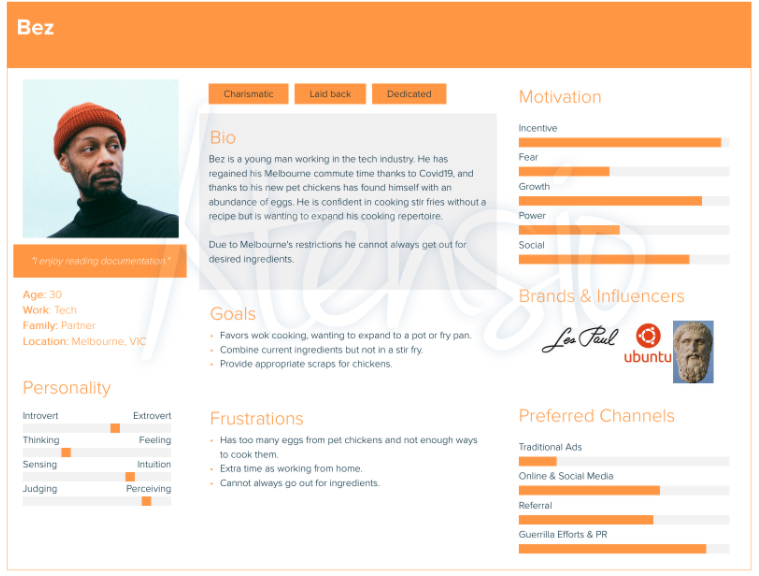 Bez
"I enjoy reading documentation."
Age: 30
Work: Tech
Family: Partner
Location: Melbourne, VIC
Personality
Introvert Extrovert
Thinking Feeling
Sensing Intuition
Judging Perceiving
Charismatic Laid back Dedicated
Bio
Bez is a young man working in the tech industry. He has
regained his Melbourne commute time thanks to Covid19, and
thanks to his new pet chickens has found himself with an
abundance of eggs. He is confident in cooking stir fries without a
recipe but is wanting to expand his cooking repertoire.
Due to Melbourne's restrictions he cannot always get out for
desired ingredients.
Goals
Favors wok cooking, wanting to expand to a pot or fry pan.
Combine current ingredients but not in a stir fry.
Provide appropriate scraps for chickens.
Frustrations
Has too many eggs from pet chickens and not enough ways
to cook them.
Extra time as working from home.
Cannot always go out for ingredients.
Motivation
Incentive
Fear
Growth
Power
Social
Brands & Influencers
Les Paul
ubuntu
Preferred Channels
Traditional Ads
Online & Social Media
Referral
Guerrilla Efforts & PR
Xtensio